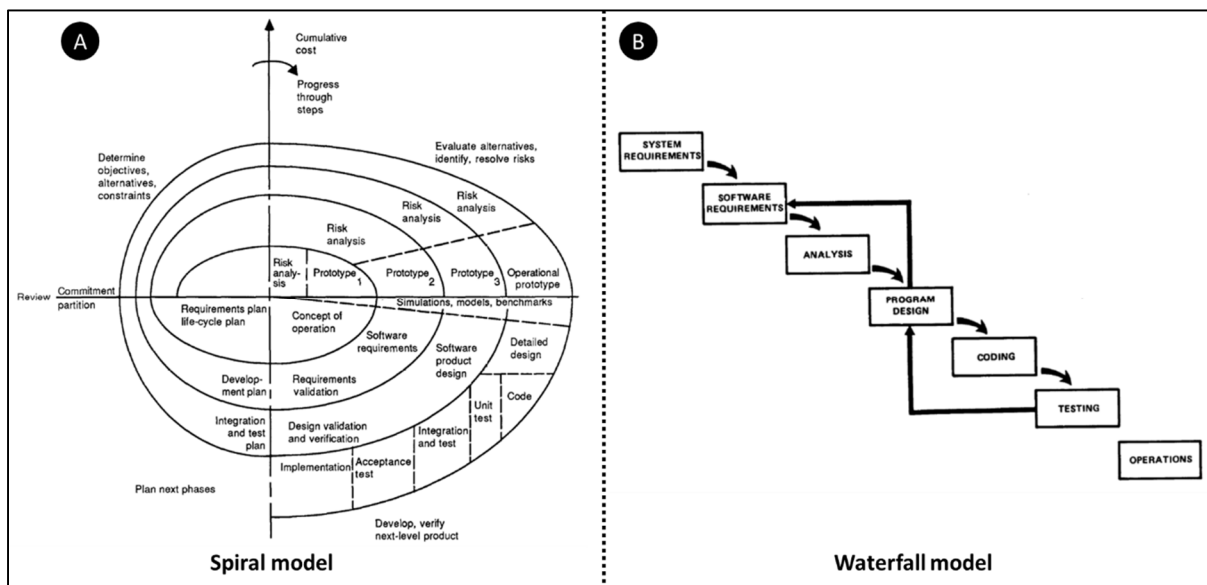 A
Cumulative
cost
Progress
through
steps
Determine
objectives,
alternatives,
constraints
Evaluate alternatives,
identify, resolve risks
Risk
analysis
Risk
analysis
Risk
analysis
Risk
analy-
sis
Prototype
1
Prototype
2
Prototype
3
Operational
prototype
Review
Commitment
partition
Simulations, models, benchmarks
Requirements plan
life-cycle plan
Concept of
operation
Software
requirements
Software
product
design
Detailed
design
Develop-
ment plan
Requirements
validation
Code
Unit
test
Integration
and test
plan
Design validation
and verification
Integration
and test
Acceptance
test
Implementation
Plan next phases
Develop, verify
next-level product
Spiral model
B
SYSTEM
REQUIREMENTS
SOFTWARE
REQUIREMENTS
ANALYSIS
PROGRAM
DESIGN
CODING
TESTING
OPERATIONS
Waterfall model